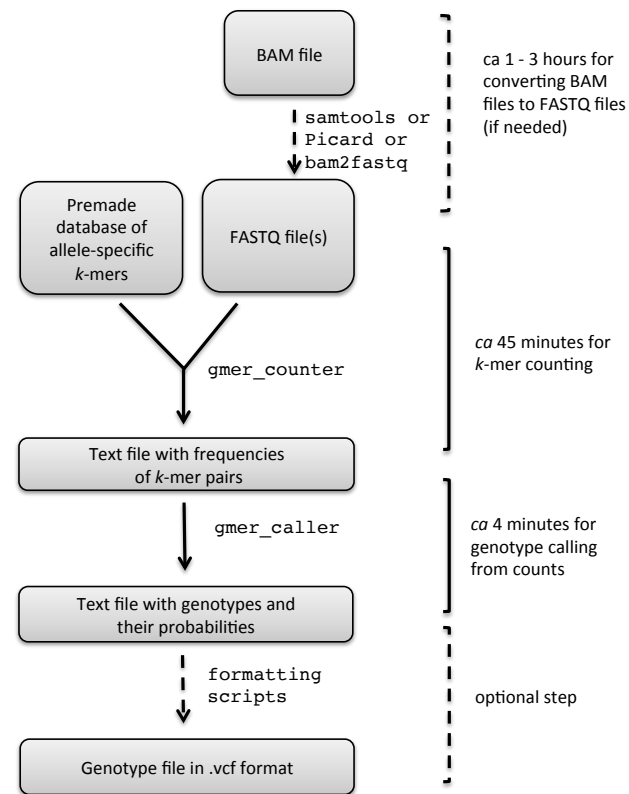 BAM file
ca 1 - 3 hours for
converting BAM
files to FASTQ files
(if needed)
samtools or
Picard or
bam2fastq
Premade
database of
allele-specific
k-mers
FASTQ file(s)
ca 45 minutes for
k-mer counting
gmer_counter
Text file with frequencies
of k-mer pairs
gmer_caller
ca 4 minutes for
genotype calling
from counts
Text file with genotypes and
their probabilities
formatting
scripts
optional step
Genotype file in .vcf format